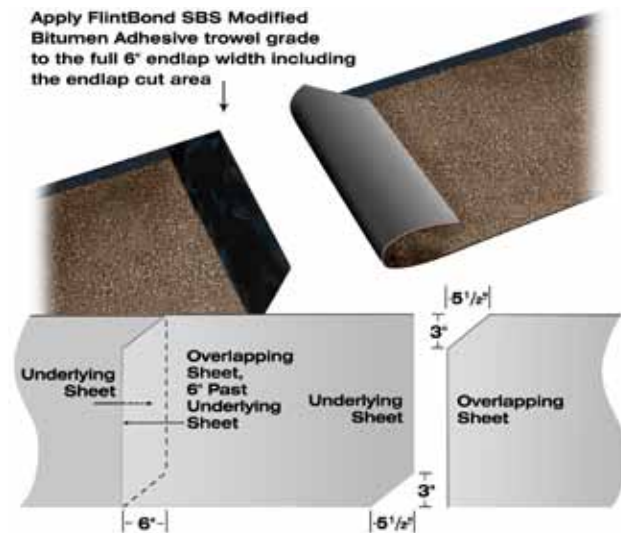 Apply FlintBond SBS Modified
Bitumen Adhesive trowel grade
to the full 6" endlap width including
the endlap cut area
5 1/2"
3"
Underlying
Sheet
Overlapping
Sheet,
6" Past
Underlying
Sheet
Underlying
Sheet
Overlapping
Sheet
3"
6"
5 1/2"